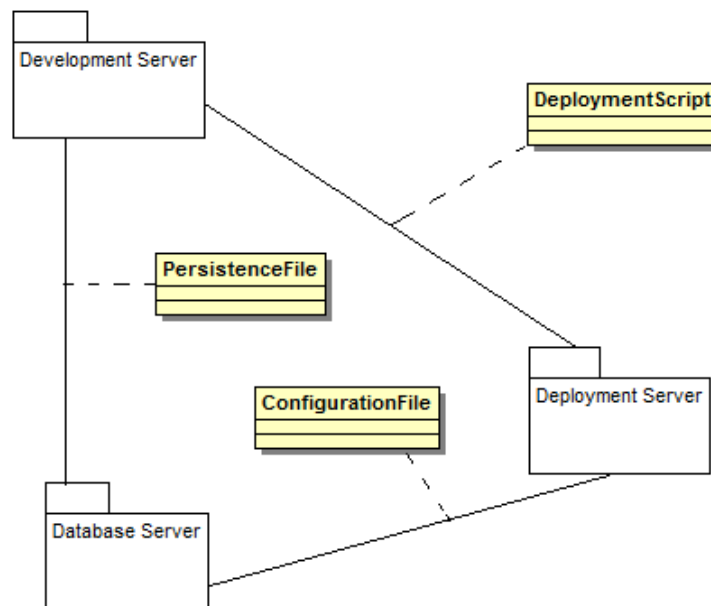 Development Server
DeploymentScript
PersistenceFile
Deployment Server
ConfigurationFile
Database Server